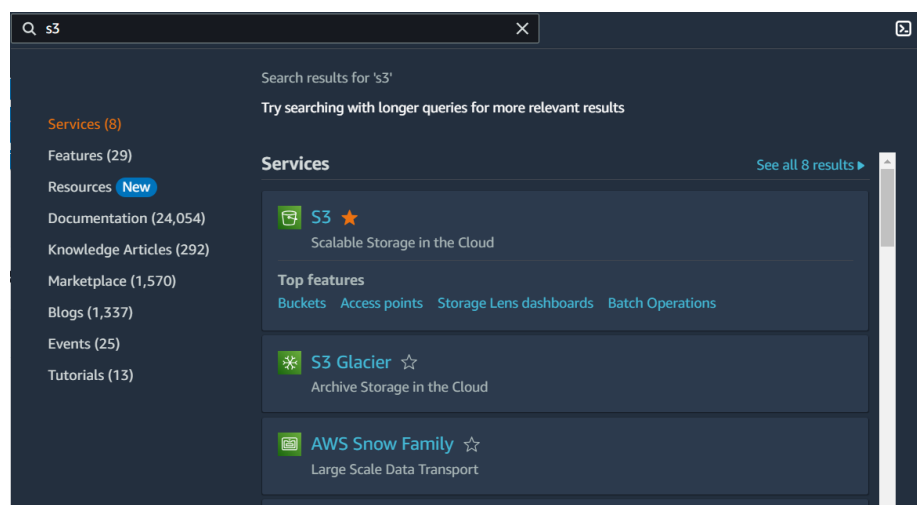 s3
Search results for 's3'
Try searching with longer queries for more relevant results
Services (8)
Features (29)
Resources New
Documentation (24,054)
Knowledge Articles (292)
Marketplace (1,570)
Blogs (1,337)
Events (25)
Tutorials (13)
Services
See all 8 results
S3
Scalable Storage in the Cloud
Top features
Buckets Access points Storage Lens dashboards Batch Operations
S3 Glacier
Archive Storage in the Cloud
AWS Snow Family
Large Scale Data Transport